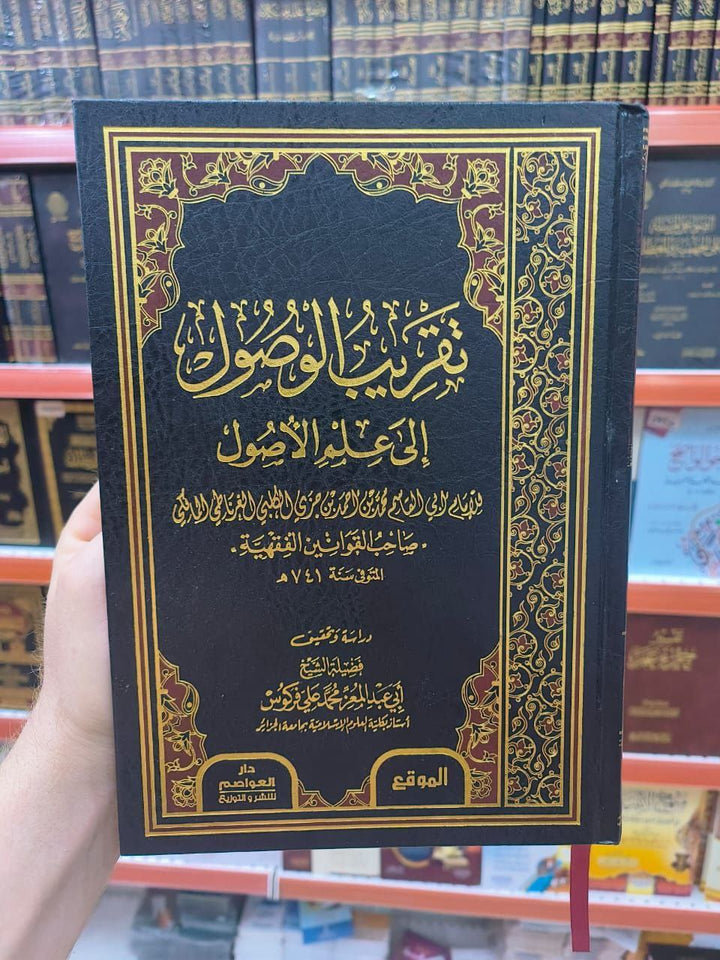 تقريب الوصول
إلى علم الأصول
للإمام أبي القاسم محمد بن أحمد بن جزي الكلبي الغرناطي المالكي
صاحب القوانين الفقهية
المتوفى سنة ٧٤١ هـ
دراسة وتحقيق
فضيلة الشيخ
أبي عبد المعز محمد علي فركوس
أستاذ بكلية العلوم الإسلامية بجامعة الجزائر
الموقع
دار
العواصم
للنشر والتوزيع